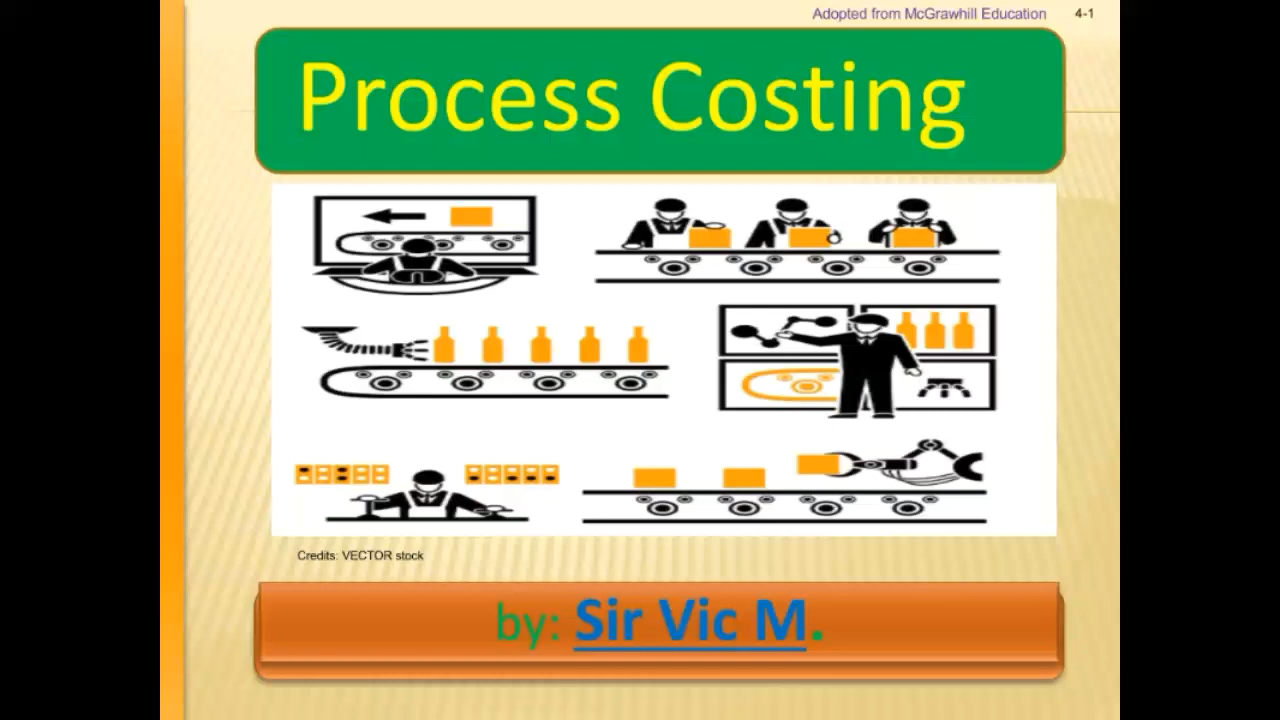 Adopted from McGrawhill Education 4-1
Process Costing
Credits: VECTOR stock
by: Sir Vic M.